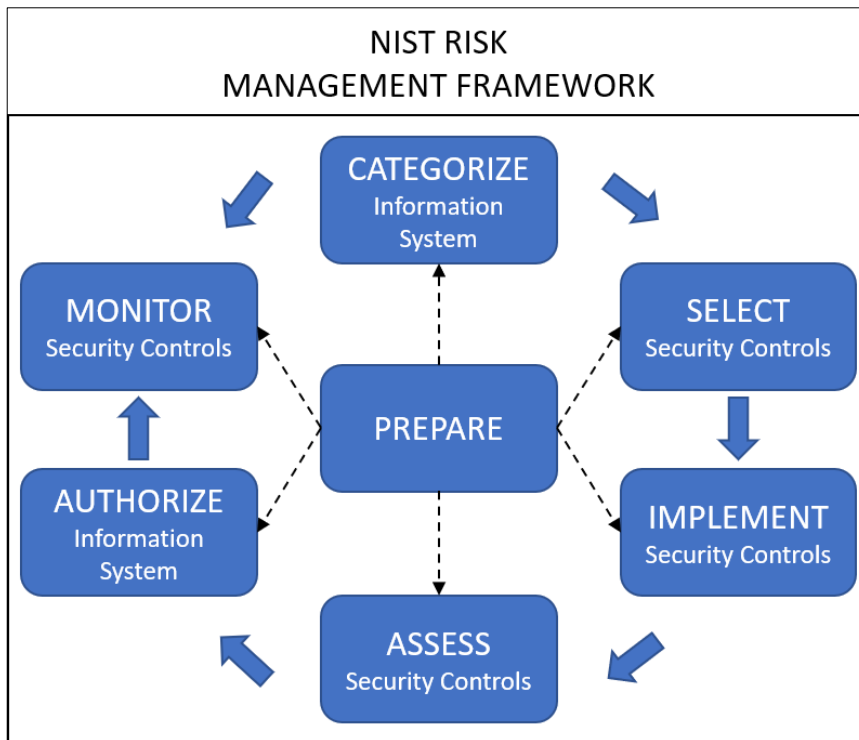 NIST RISK
MANAGEMENT FRAMEWORK
CATEGORIZE
Information
System
MONITOR
Security Controls
SELECT
Security Controls
PREPARE
AUTHORIZE
Information
System
IMPLEMENT
Security Controls
ASSESS
Security Controls